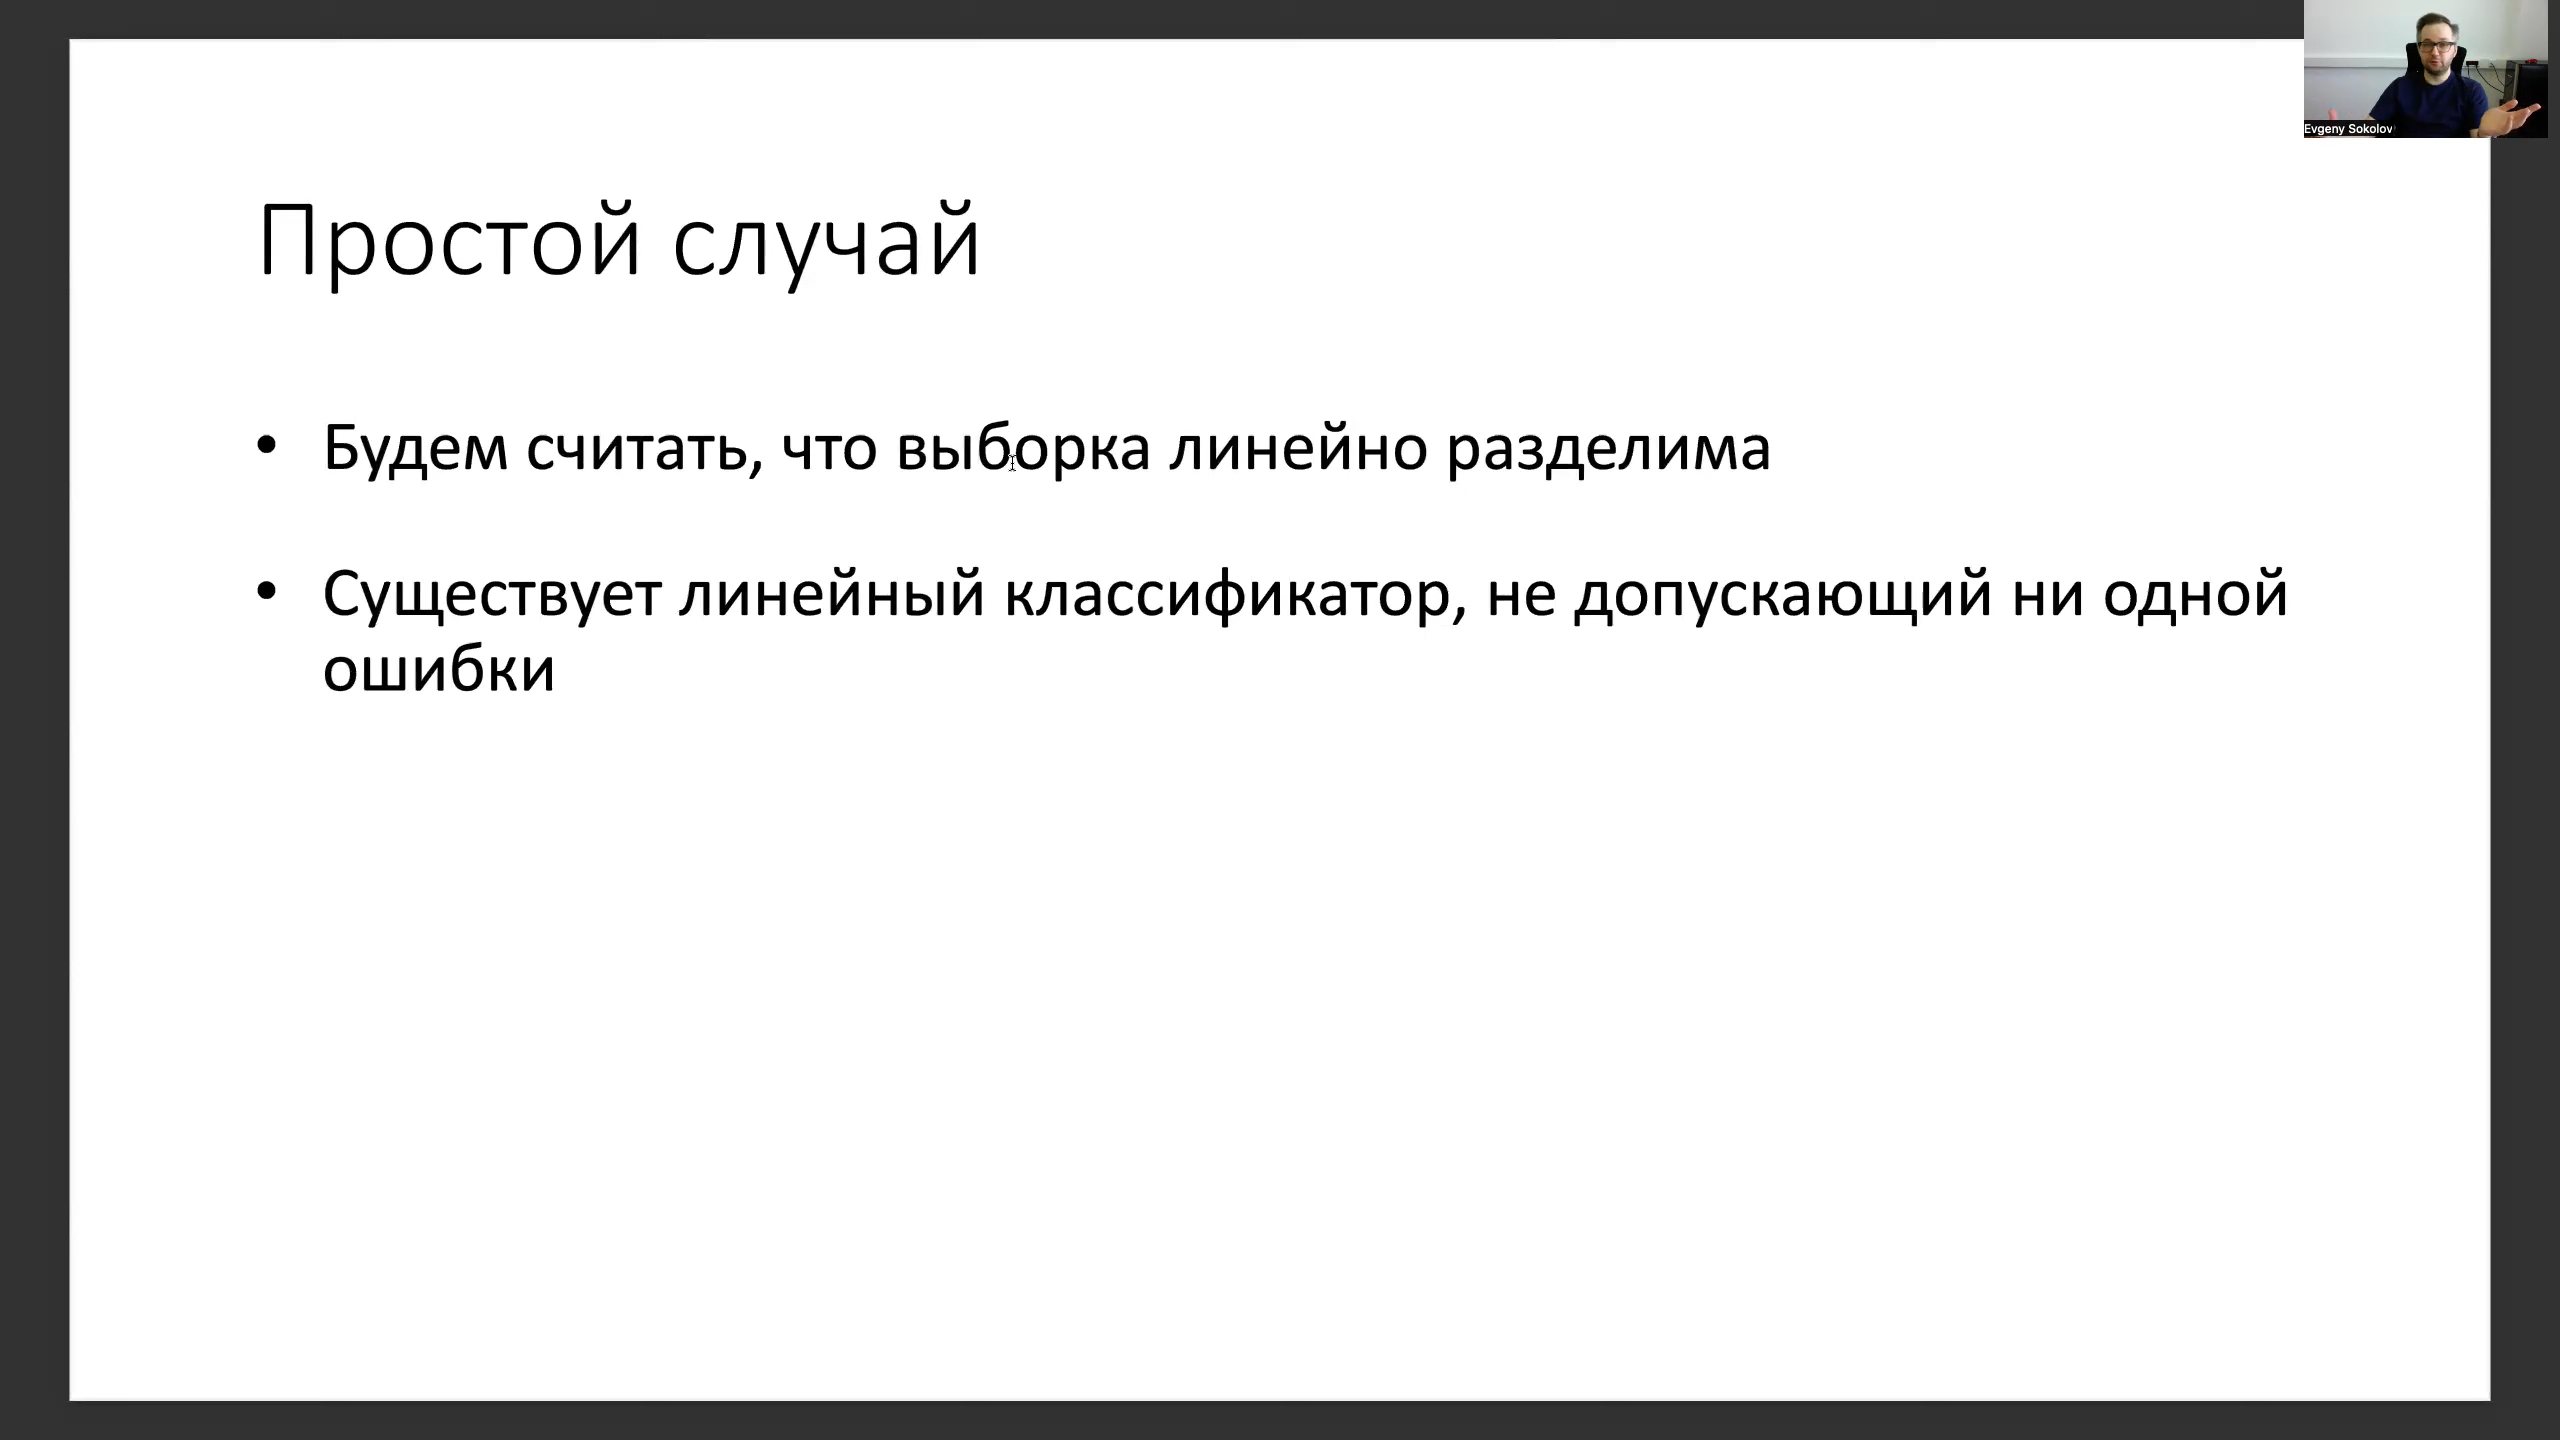 Evgeny Sokolov
Простой случай
• Будем считать, что выборка линейно разделима
• Существует линейный классификатор, не допускающий ни одной
ошибки